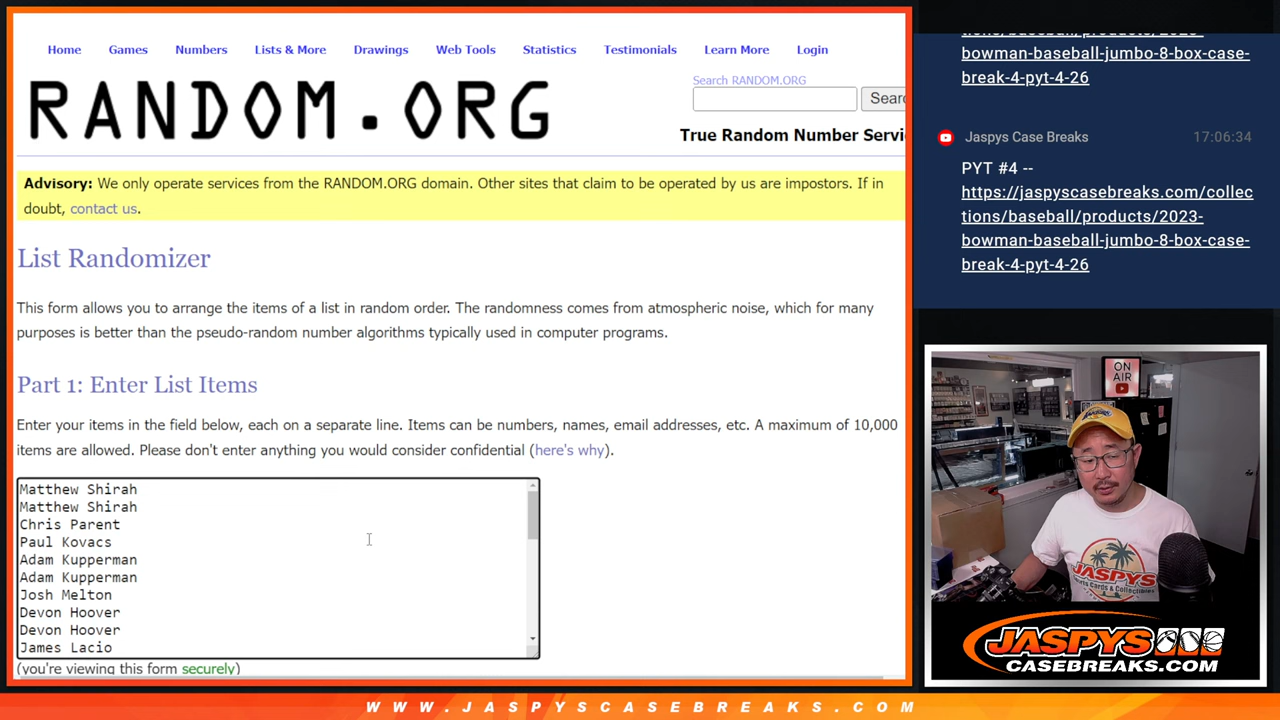 Home Games Numbers Lists & More Drawings Web Tools Statistics Testimonials Learn More Login
RANDOM.ORG
Search RANDOM.ORG
Searc
True Random Number Servi
Advisory: We only operate services from the RANDOM.ORG domain. Other sites that claim to be operated by us are impostors. If in
doubt, contact us.
List Randomizer
This form allows you to arrange the items of a list in random order. The randomness comes from atmospheric noise, which for many
purposes is better than the pseudo-random number algorithms typically used in computer programs.
Part 1: Enter List Items
Enter your items in the field below, each on a separate line. Items can be numbers, names, email addresses, etc. A maximum of 10,000
items are allowed. Please don't enter anything you would consider confidential (here's why).
Matthew Shirah
Matthew Shirah
Chris Parent
Paul Kovacs
Adam Kupperman
Adam Kupperman
Josh Melton
Devon Hoover
Devon Hoover
James Lacio
(you're viewing this form securely)
tions/baseball/products/2023-
bowman-baseball-jumbo-8-box-case-
break-4-pyt-4-26
Jaspys Case Breaks 17:06:34
PYT #4 --
https://jaspyscasebreaks.com/collec
tions/baseball/products/2023-
bowman-baseball-jumbo-8-box-case-
break-4-pyt-4-26
ON
AIR
JASPYS
JASPYS
CASEBREAKS.COM
WWW.JASPYSCASEBREAKS.COM